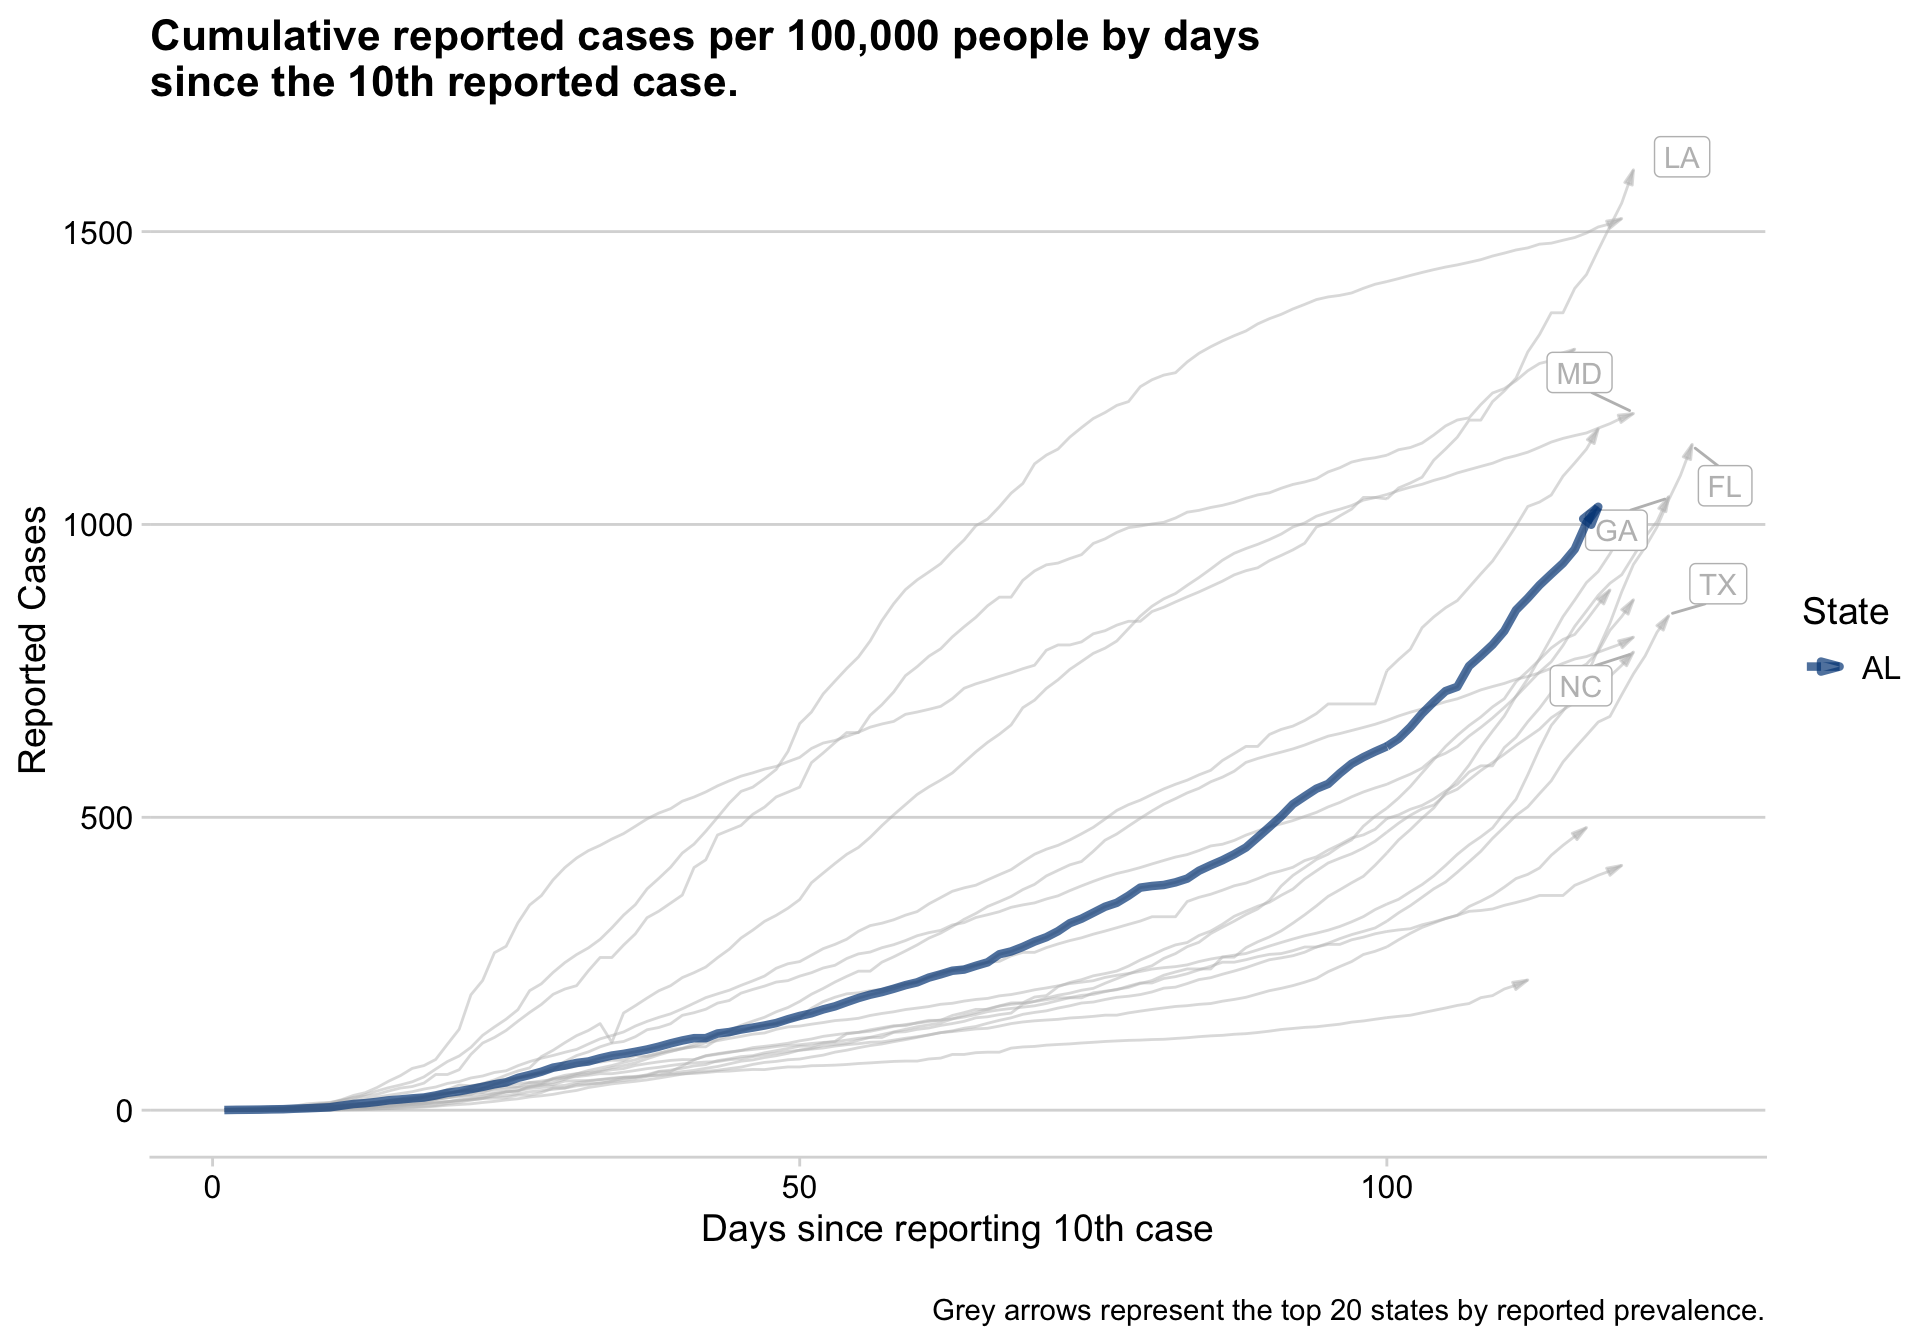 Cumulative reported cases per 100,000 people by days
since the 10th reported case.
LA
1500
MD
FL
1000
GA
TX
Reported Cases
State
AL
NC
500
0
0
50
100
Days since reporting 10th case
Grey arrows represent the top 20 states by reported prevalence.